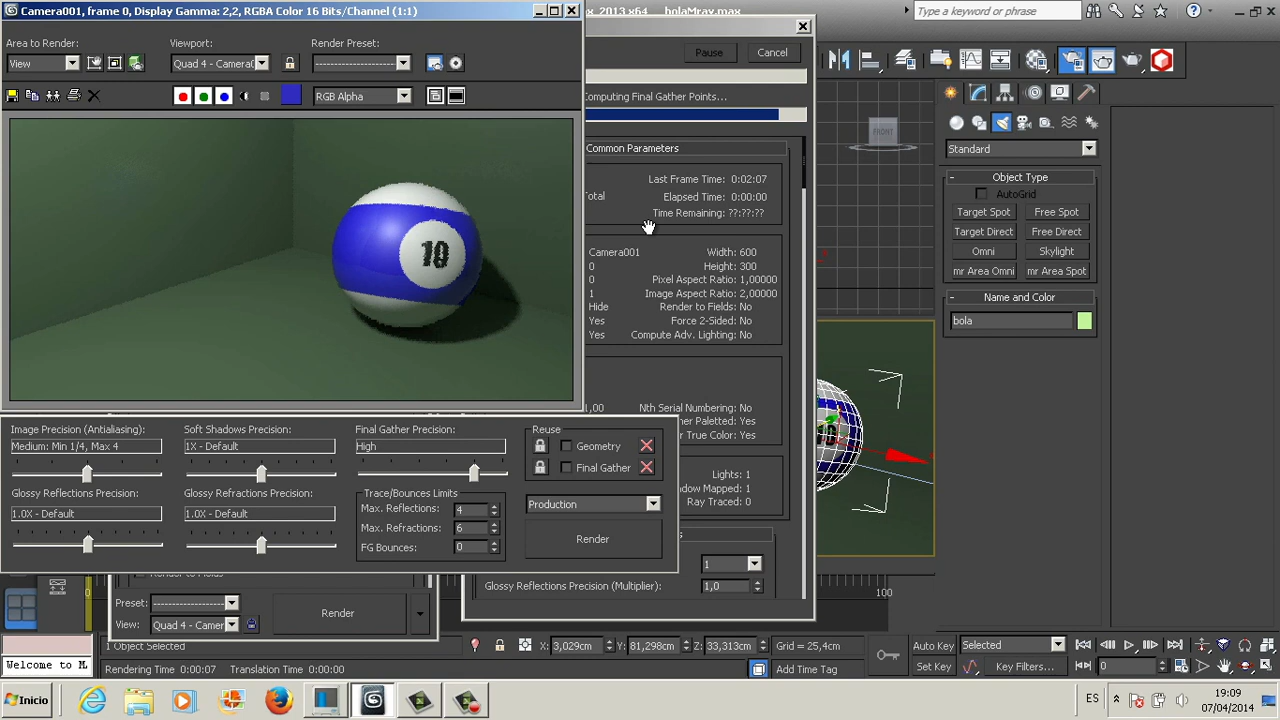 Camera001, frame 0, Display Gamma: 2,2, RGBA Color 16 Bits/Channel (1:1)
2013 x64 bolaMray.max
Type a keyword or phrase
Area to Render:
Viewport:
Render Preset:
View
Quad 4 - Camera
Pause
Cancel
RGB Alpha
Computing Final Gather Points...
FRONT
Standard
Common Parameters
Object Type
AutoGrid
Last Frame Time: 0:02:07
Elapsed Time: 0:00:00
Time Remaining: ??:??:??
Target Spot
Free Spot
Target Direct
Free Direct
Omni
Skylight
mr Area Omni
mr Area Spot
10
Camera001
Width: 600
0
Height: 300
0
Pixel Aspect Ratio: 1,00000
1
Image Aspect Ratio: 2,00000
Hide
Render to Fields: No
Yes
Force 2-Sided: No
Yes
Compute Adv. Lighting: No
Name and Color
bola
Nth Serial Numbering: No
Paletted: Yes
True Color: Yes
Lights: 1
Mapped: 1
Ray Traced: 0
Image Precision (Antialiasing):
Soft Shadows Precision:
Final Gather Precision:
Reuse
Medium: Min 1/4, Max 4
1X - Default
High
Geometry
Final Gather
Glossy Reflections Precision:
Glossy Refractions Precision:
Trace/Bounces Limits
1.0X - Default
1.0X - Default
Max. Reflections: 4
Max. Refractions: 6
FG Bounces: 0
Production
Render
1
Glossy Reflections Precision (Multiplier): 1,0
Preset:
View: Quad 4 - Camer
Render
100
1 Object Selected
X: 3,029cm
Y: 81,298cm
Z: 33,313cm
Grid = 25,4cm
Auto Key
Selected
Set Key
Key Filters...
0
Welcome to M
Rendering Time 0:00:07
Translation Time 0:00:00
Add Time Tag
Inicio
ES
19:09
07/04/2014